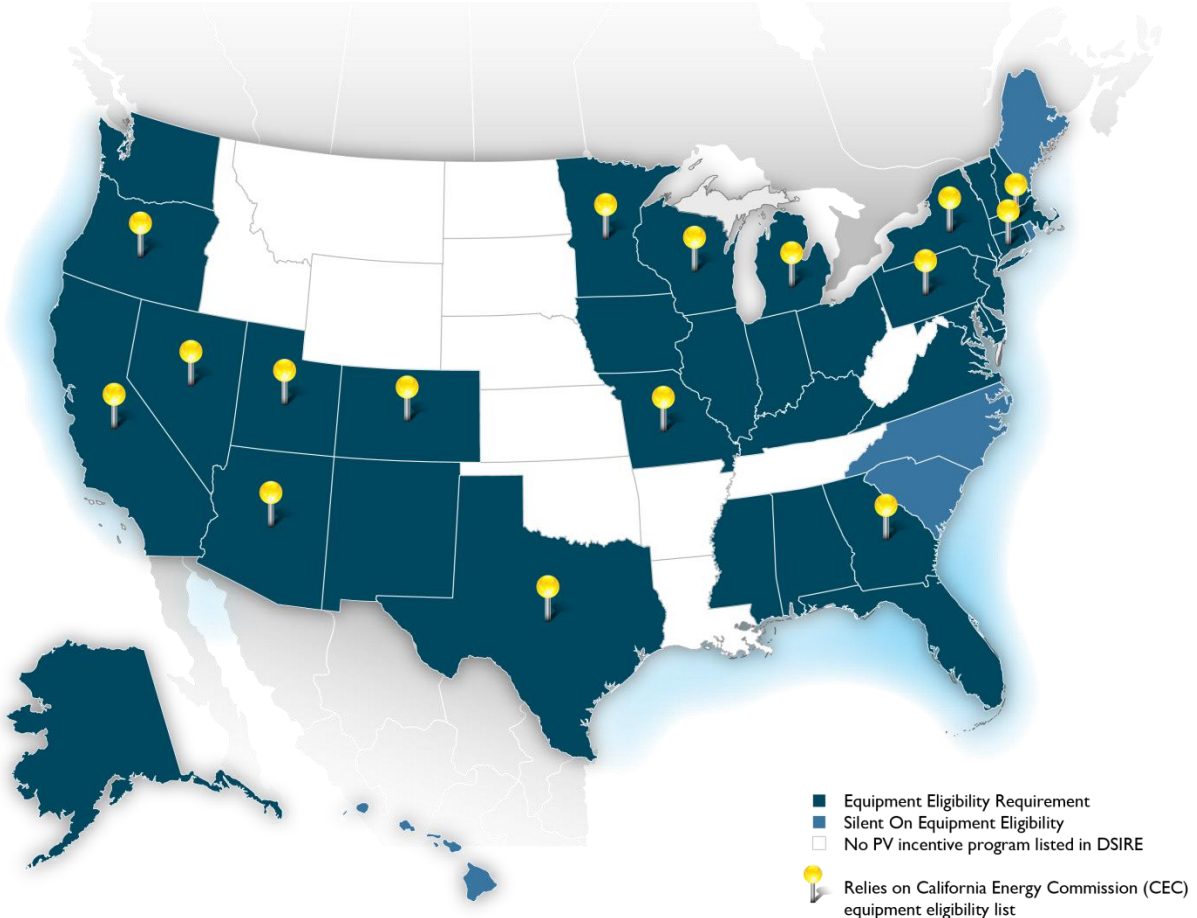 Equipment Eligibility Requirement
Silent On Equipment Eligibility
No PV incentive program listed in DSIRE
Relies on California Energy Commission (CEC)
equipment eligibility list